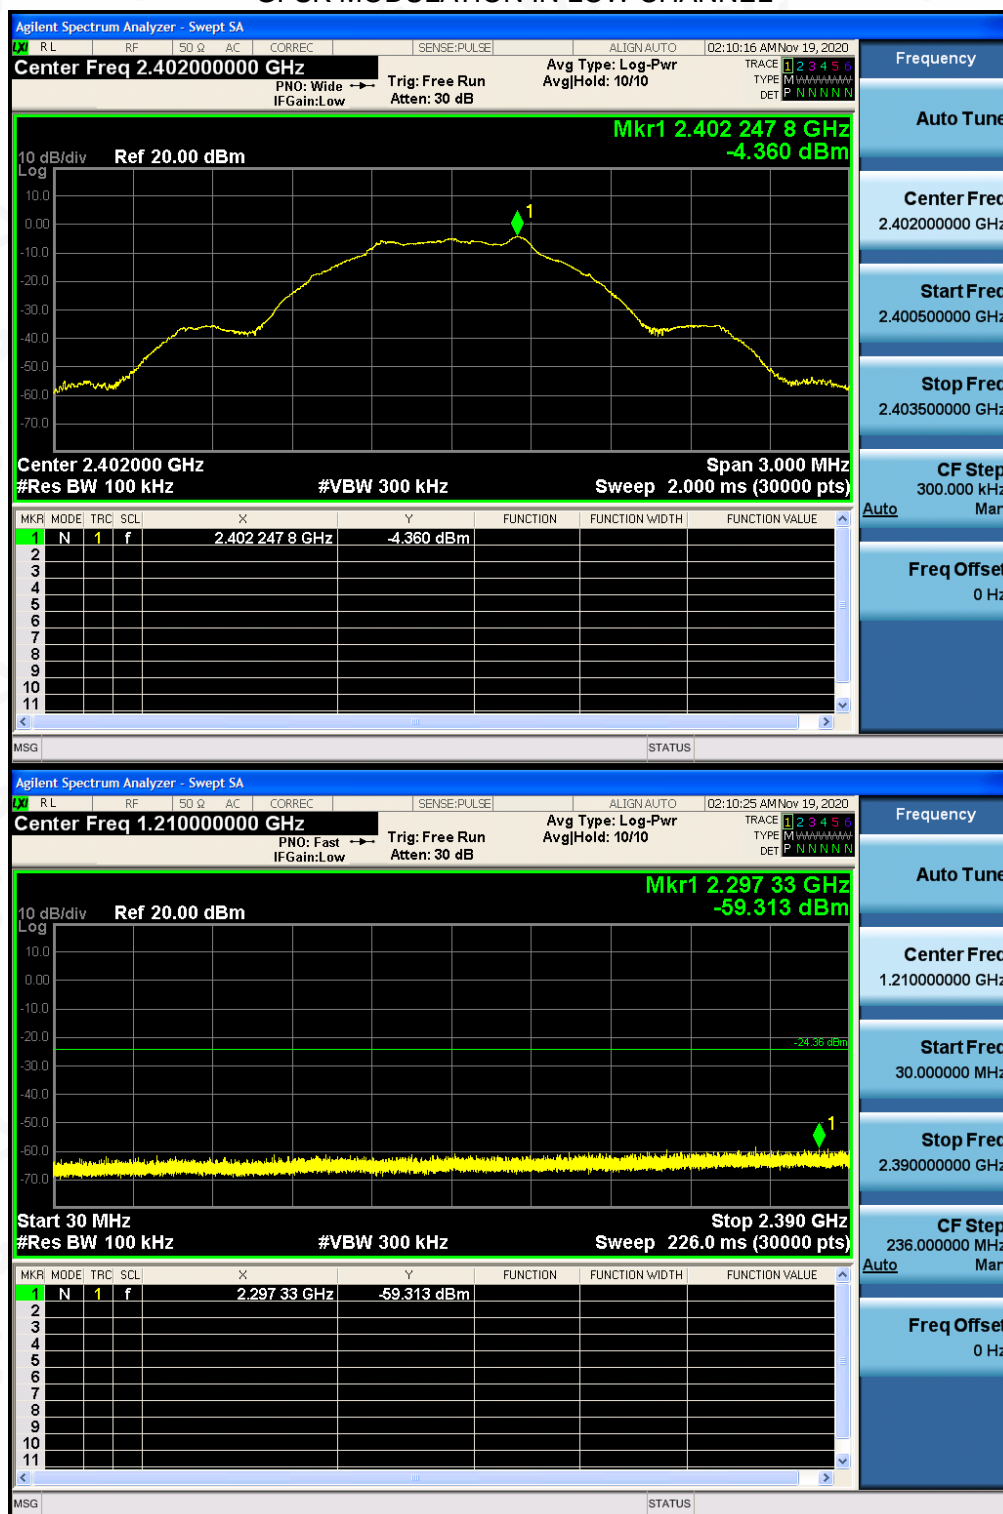 Agilent Spectrum Analyzer - Swept SA
LXI RL RF 50 Ω AC CORREC SENSE:PULSE ALIGN AUTO 02:10:16 AM Nov 19, 2020
Center Freq 2.402000000 GHz
PNO: Wide
IFGain:Low
Trig: Free Run
Atten: 30 dB
Avg Type: Log-Pwr
Avg|Hold: 10/10
TRACE 1 2 3 4 5 6
TYPE M
DET P N N N N N
Mkr1 2.402 247 8 GHz
-4.360 dBm
10 dB/div Ref 20.00 dBm
Log
10.0
0.00
-10.0
-20.0
-30.0
-40.0
-50.0
-60.0
-70.0
1
Center 2.402000 GHz Span 3.000 MHz
#Res BW 100 kHz #VBW 300 kHz Sweep 2.000 ms (30000 pts)
MKR MODE TRC SCL X Y FUNCTION FUNCTION WIDTH FUNCTION VALUE
1 N 1 f 2.402 247 8 GHz -4.360 dBm
2
3
4
5
6
7
8
9
10
11
MSG STATUS
Frequency
Auto Tune
Center Freq
2.402000000 GHz
Start Freq
2.400500000 GHz
Stop Freq
2.403500000 GHz
CF Step
300.000 kHz
Auto Man
Freq Offset
0 Hz
Agilent Spectrum Analyzer - Swept SA
LXI RL RF 50 Ω AC CORREC SENSE:PULSE ALIGN AUTO 02:10:25 AM Nov 19, 2020
Center Freq 1.210000000 GHz
PNO: Fast
IFGain:Low
Trig: Free Run
Atten: 30 dB
Avg Type: Log-Pwr
Avg|Hold: 10/10
TRACE 1 2 3 4 5 6
TYPE M
DET P N N N N N
Mkr1 2.297 33 GHz
-59.313 dBm
10 dB/div Ref 20.00 dBm
Log
10.0
0.00
-10.0
-20.0
-30.0
-40.0
-50.0
-60.0
-70.0
-24.36 dBm
1
Start 30 MHz Stop 2.390 GHz
#Res BW 100 kHz #VBW 300 kHz Sweep 226.0 ms (30000 pts)
MKR MODE TRC SCL X Y FUNCTION FUNCTION WIDTH FUNCTION VALUE
1 N 1 f 2.297 33 GHz -59.313 dBm
2
3
4
5
6
7
8
9
10
11
MSG STATUS
Frequency
Auto Tune
Center Freq
1.210000000 GHz
Start Freq
30.000000 MHz
Stop Freq
2.390000000 GHz
CF Step
236.000000 MHz
Auto Man
Freq Offset
0 Hz